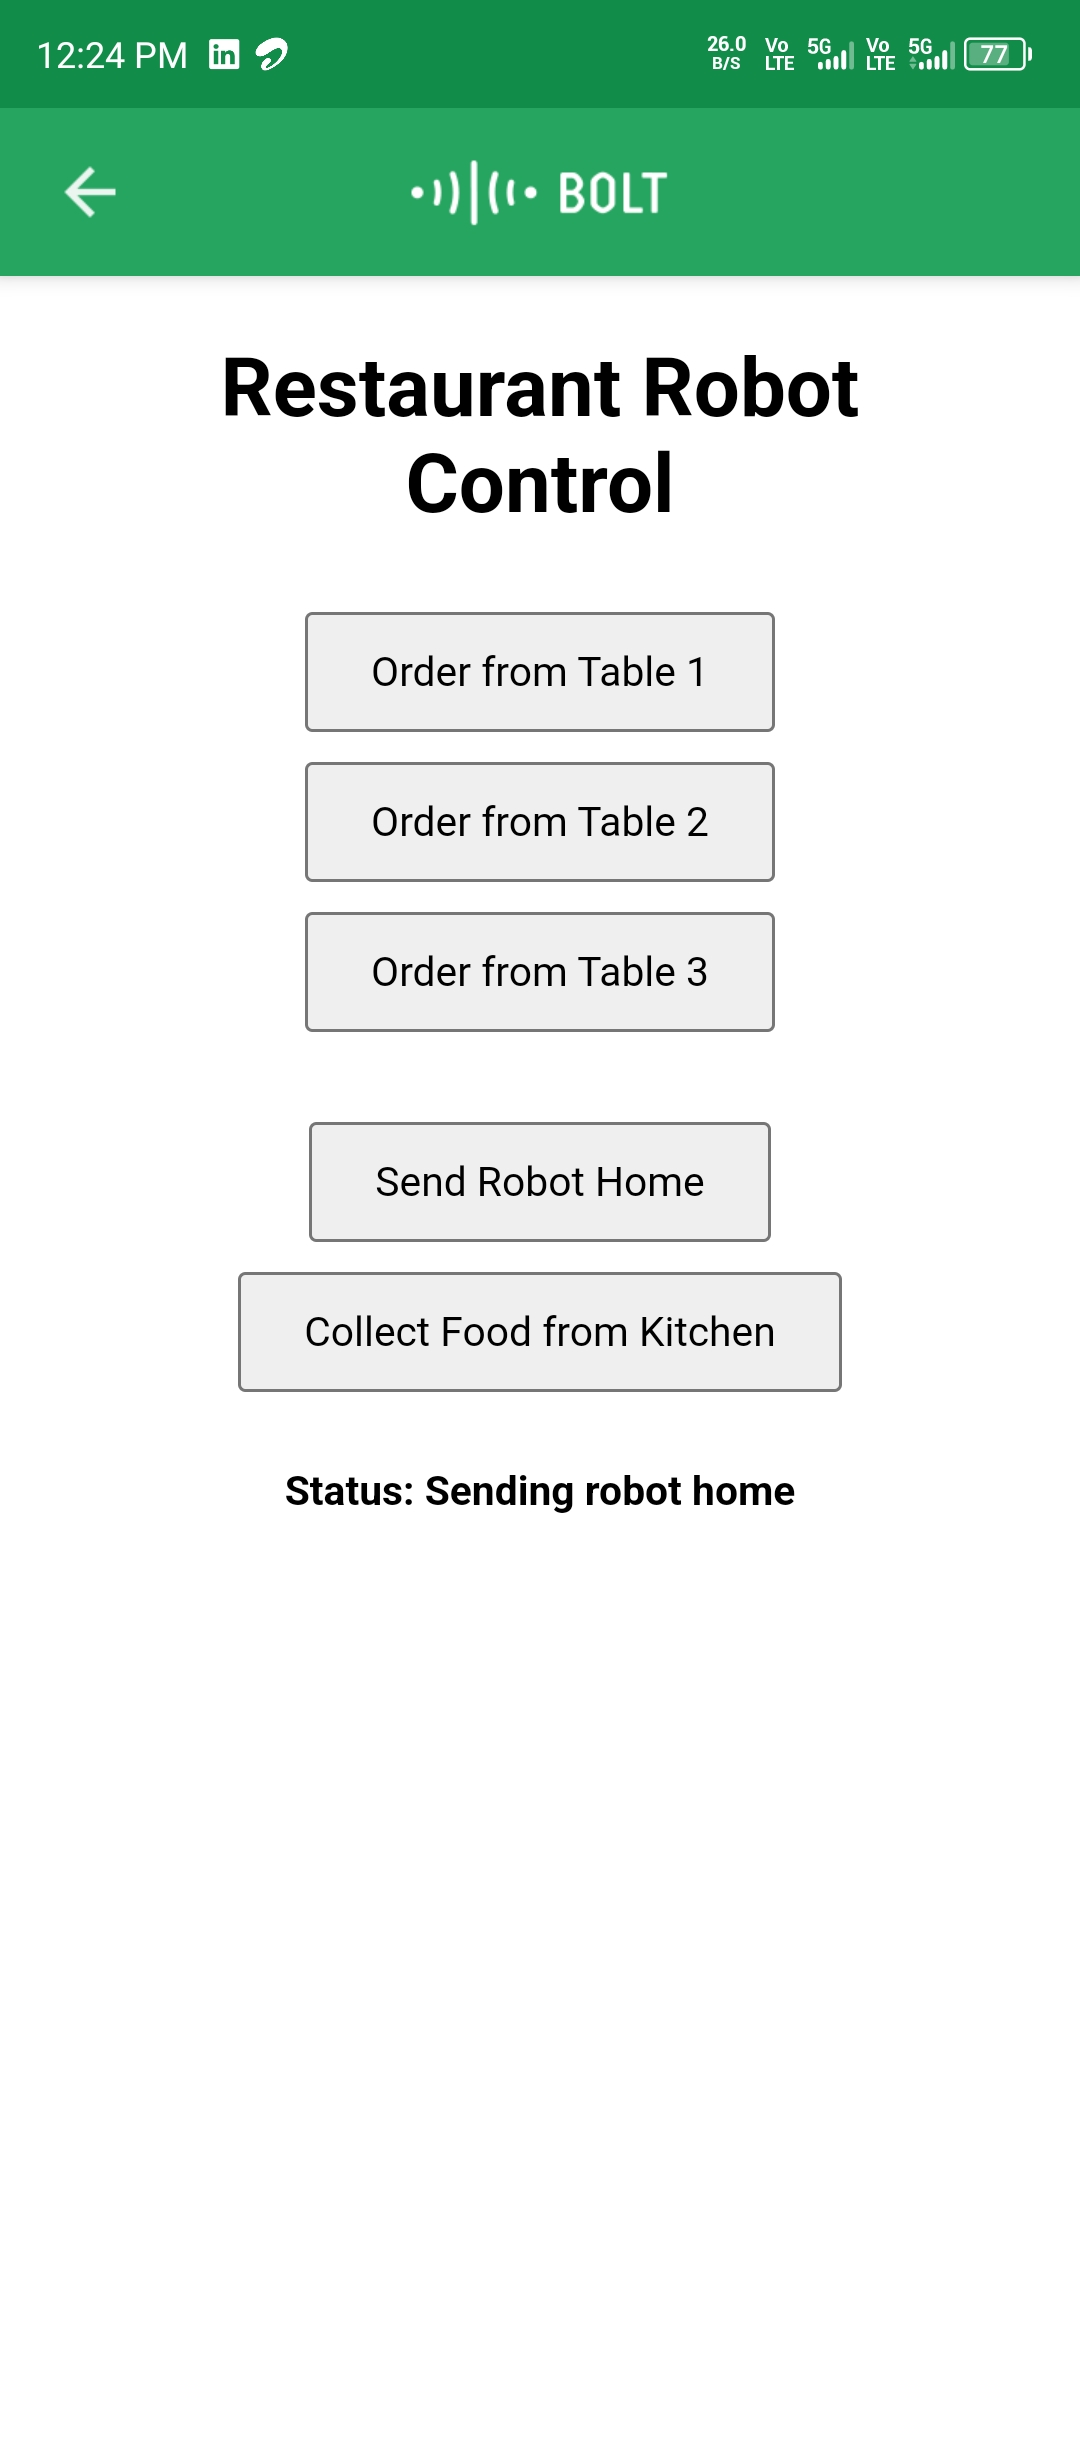 12:24 PM
26.0 B/S Vo LTE 5G Vo LTE 5G 77
BOLT
Restaurant Robot
Control
Order from Table 1
Order from Table 2
Order from Table 3
Send Robot Home
Collect Food from Kitchen
Status: Sending robot home